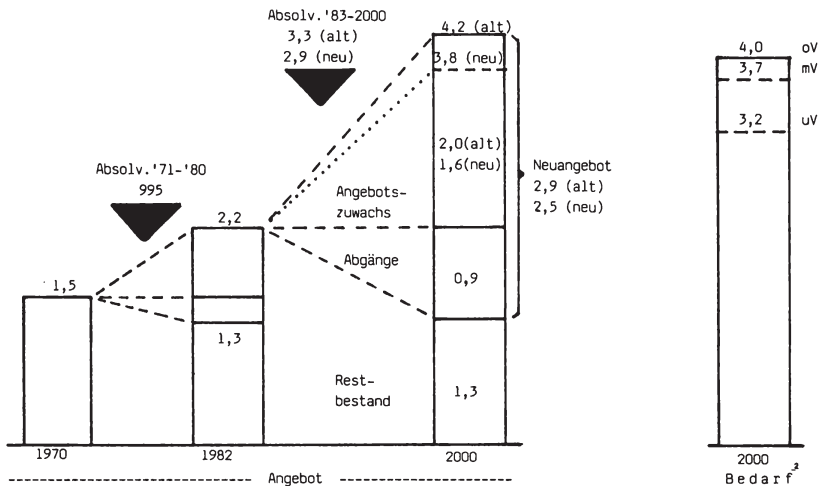 Absolv.'83-2000
3,3 (alt)
2,9 (neu)
Absolv.'71-'80
995
4,2 (alt)
3,8 (neu)
2,0(alt)
1,6(neu)
Neuangebot
2,9 (alt)
2,5 (neu)
Angebots-
zuwachs
Abgänge
0,9
Rest-
bestand
1,3
2,2
1,3
1,5
1970
1982
2000
Angebot
4,0 oV
3,7 mV
3,2 uV
2000
Bedarf²